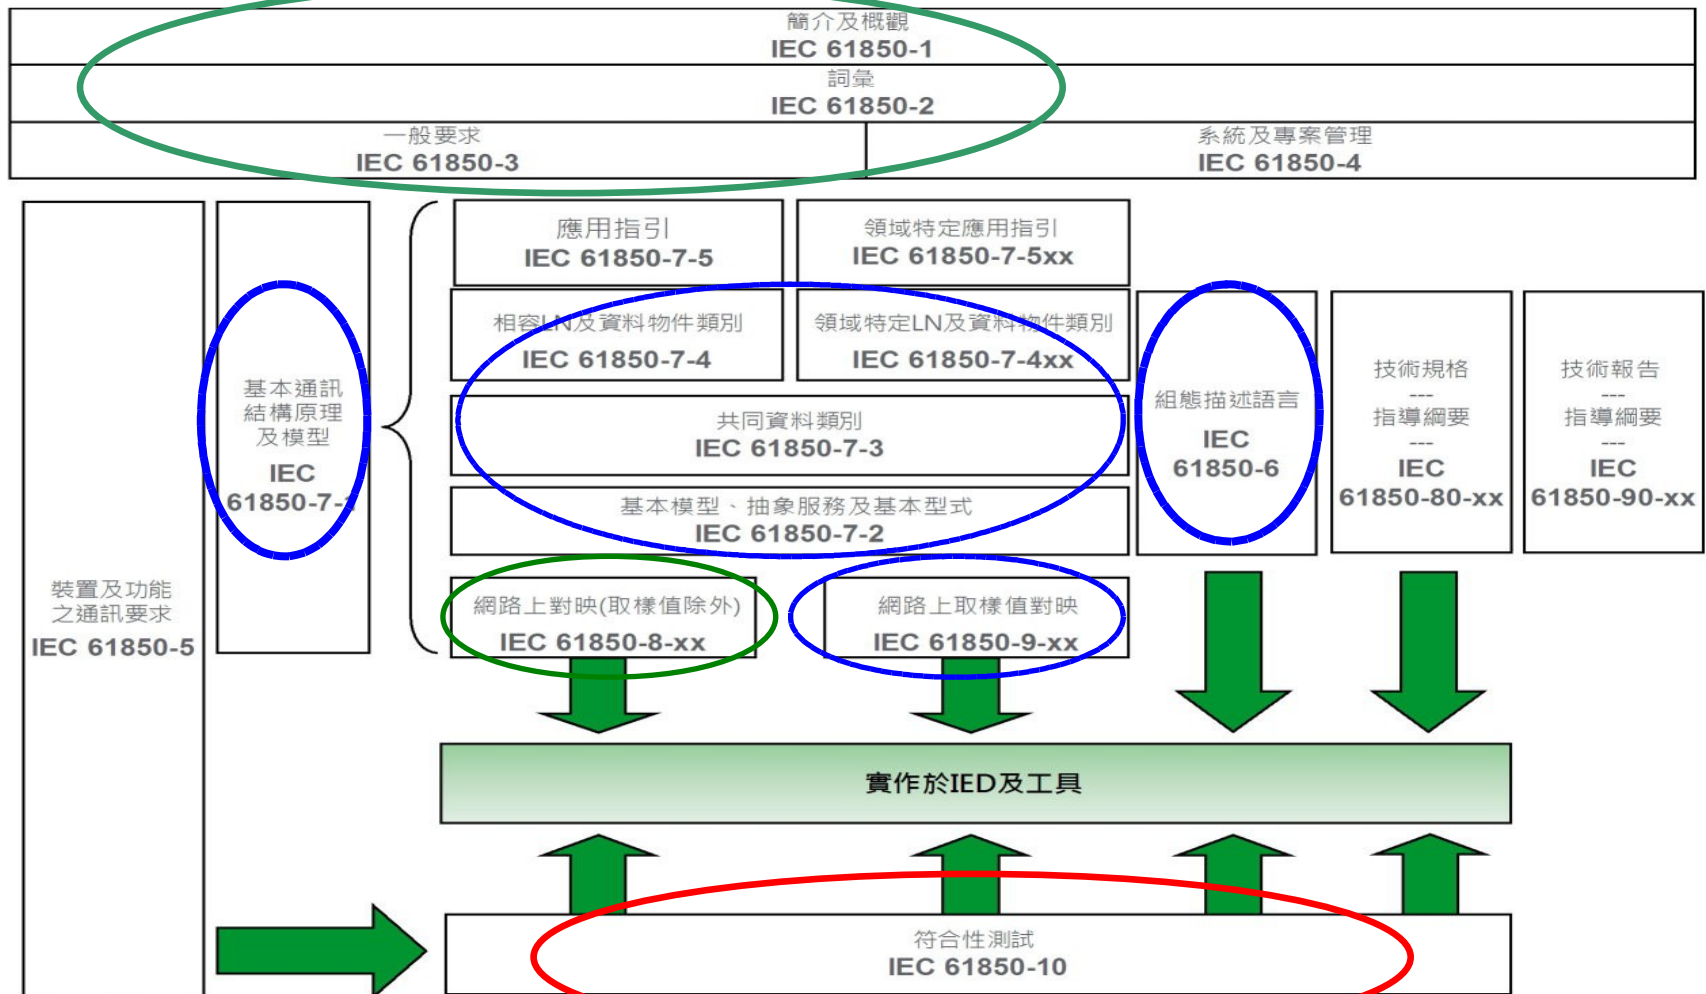 簡介及概觀
IEC 61850-1
詞彙
IEC 61850-2
一般要求
IEC 61850-3
系統及專案管理
IEC 61850-4
裝置及功能
之通訊要求
IEC 61850-5
基本通訊
結構原理
及模型
IEC
61850-7-1
應用指引
IEC 61850-7-5
領域特定應用指引
IEC 61850-7-5xx
相容LN及資料物件類別
IEC 61850-7-4
領域特定LN及資料物件類別
IEC 61850-7-4xx
共同資料類別
IEC 61850-7-3
基本模型、抽象服務及基本型式
IEC 61850-7-2
網路上對映(取樣值除外)
IEC 61850-8-xx
網路上取樣值對映
IEC 61850-9-xx
組態描述語言
IEC
61850-6
技術規格
---
指導綱要
---
IEC
61850-80-xx
技術報告
---
指導綱要
---
IEC
61850-90-xx
實作於IED及工具
符合性測試
IEC 61850-10